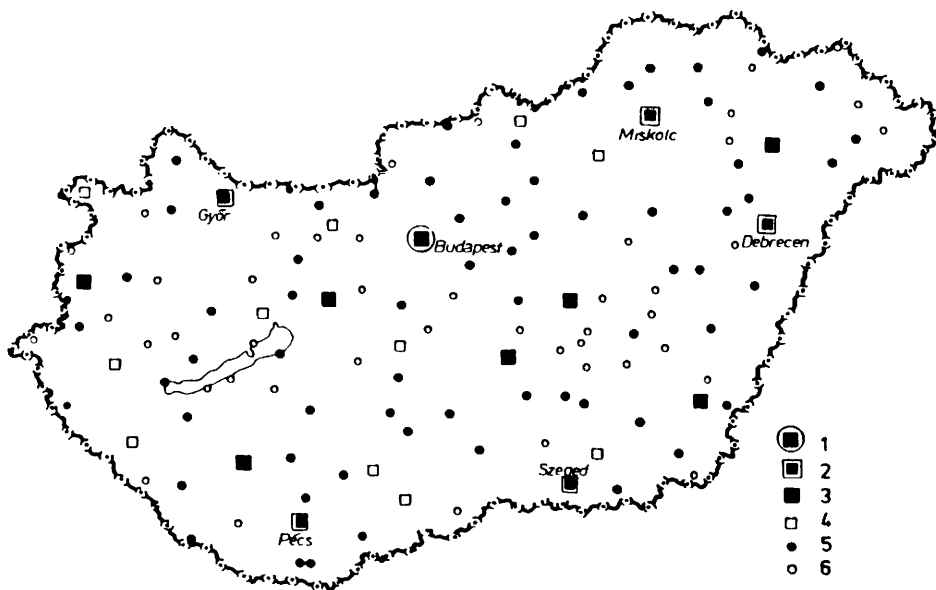 Miskolc
Győr
Budapest
Debrecen
Szeged
Pécs
1
2
3
4
5
6